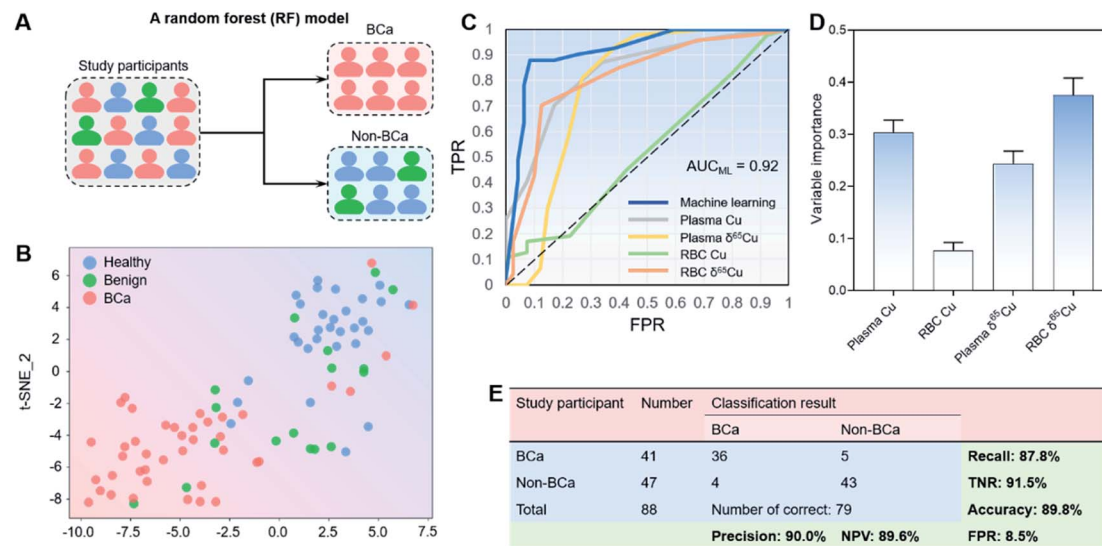 A
A random forest (RF) model
Study participants
BCa
Non-BCa
B
Healthy
Benign
BCa
t-SNE_2
6
4
2
0
-2
-4
-6
-8
-10.0 -7.5 -5.0 -2.5 0.0 2.5 5.0 7.5
C
TPR
1
0.9
0.8
0.7
0.6
0.5
0.4
0.3
0.2
0.1
0
AUC_ML = 0.92
Machine learning
Plasma Cu
Plasma δ⁶⁵Cu
RBC Cu
RBC δ⁶⁵Cu
0 0.1 0.2 0.3 0.4 0.5 0.6 0.7 0.8 0.9 1
FPR
D
Variable importance
0.5
0.4
0.3
0.2
0.1
0.0
Plasma Cu
RBC Cu
Plasma δ⁶⁵Cu
RBC δ⁶⁵Cu
E
Study participant Number Classification result
BCa Non-BCa
BCa 41 36 5 Recall: 87.8%
Non-BCa 47 4 43 TNR: 91.5%
Total 88 Number of correct: 79 Accuracy: 89.8%
Precision: 90.0% NPV: 89.6% FPR: 8.5%